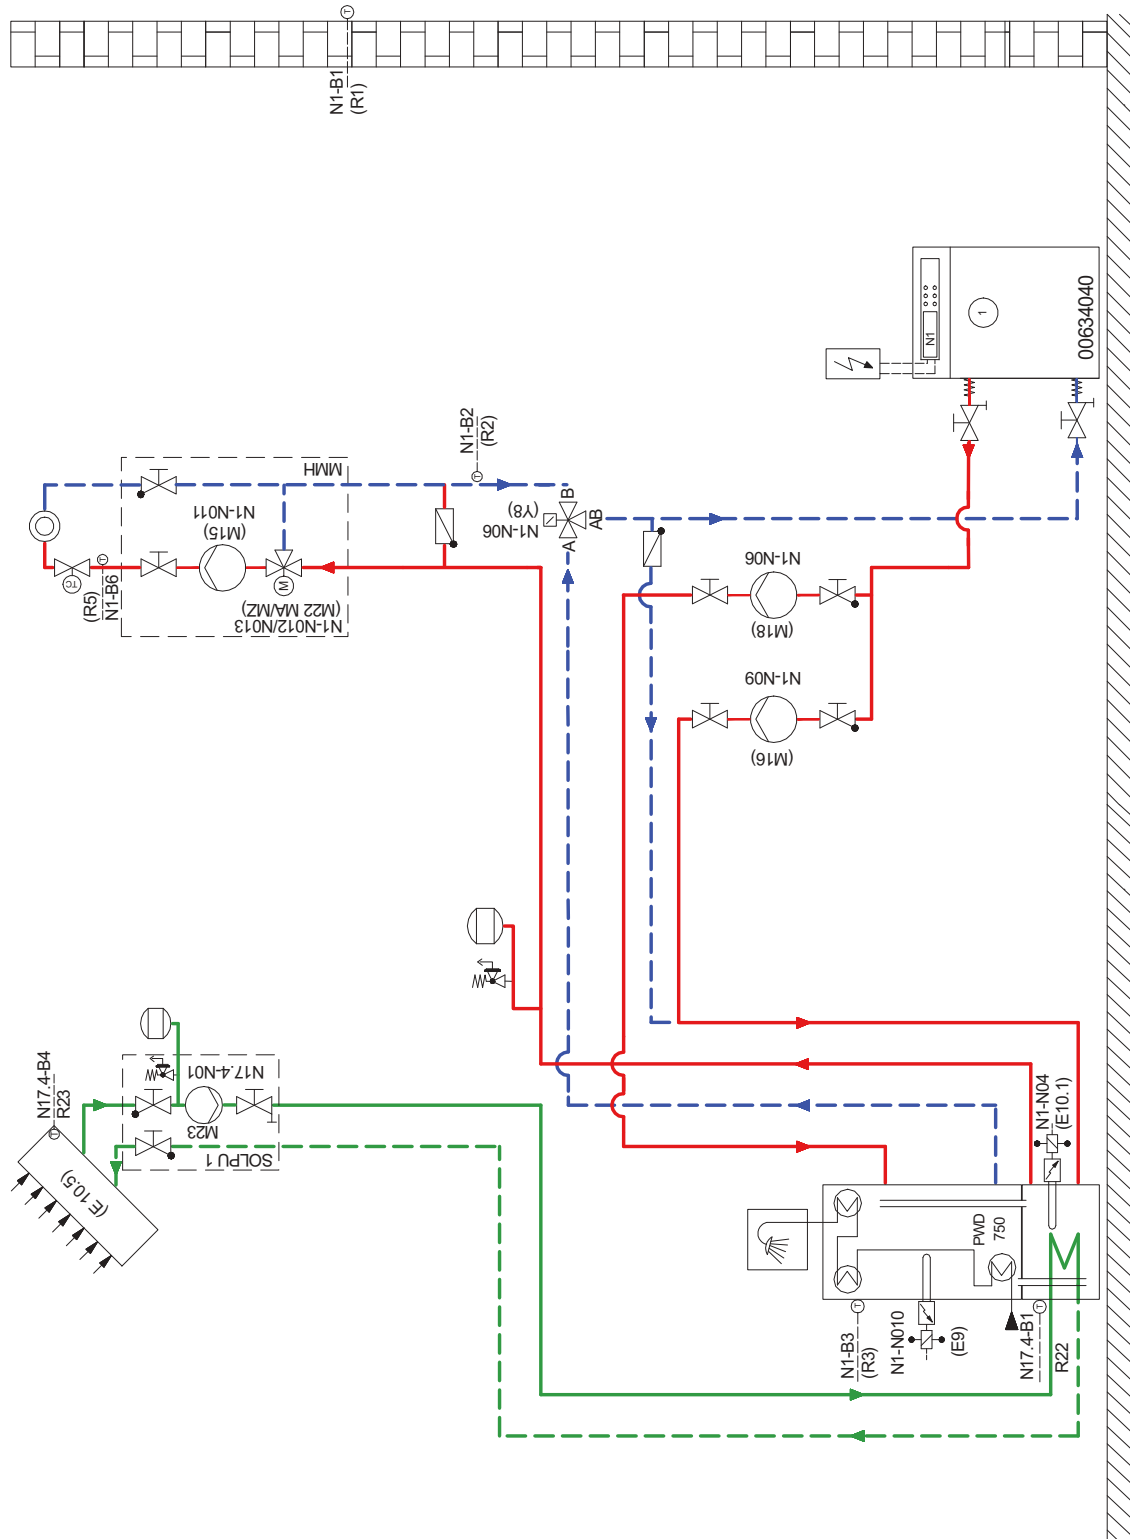 N1-B1
(R1)
T
MMH
N1-N011
(M15)
N1-N012/N013
(M22 MA/MZ)
M
TC
T
(R5)
N1-B6
N1-B2
(R2)
T
N1-N06
(Y8)
A
B
AB
N1
1
00634040
N1-N06
(M18)
N1-N09
(M16)
N17.4-B4
R23
T
(E 10.5)
N17.4-N01
M23
SOLPU 1
N1-N04
(E10.1)
PWD
750
N1-B3
(R3)
T
N1-N010
(E9)
N17.4-B1
R22
T